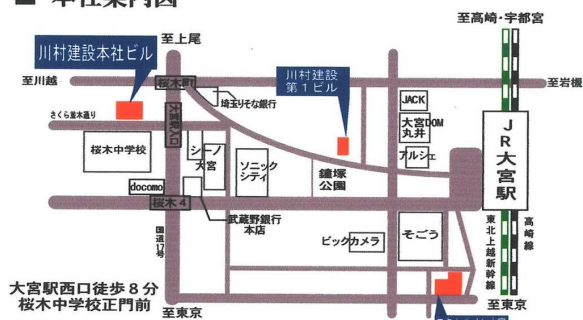 本社案内図
至高崎・宇都宮
至上尾
川村建設本社ビル
至川越
桜木町
川村建設
第1ビル
至岩槻
埼玉りそな銀行
JACK
さくら並木通り
大宮駅入口
大宮DOM
丸井
JR大宮駅
桜木中学校
シーノ
大宮
ソニック
シティ
アルシェ
鐘塚
公園
docomo
桜木4
武蔵野銀行
本店
国道17号
ビックカメラ
そごう
東北上越新幹線
高崎線
大宮駅西口徒歩8分
桜木中学校正門前
至東京
至東京